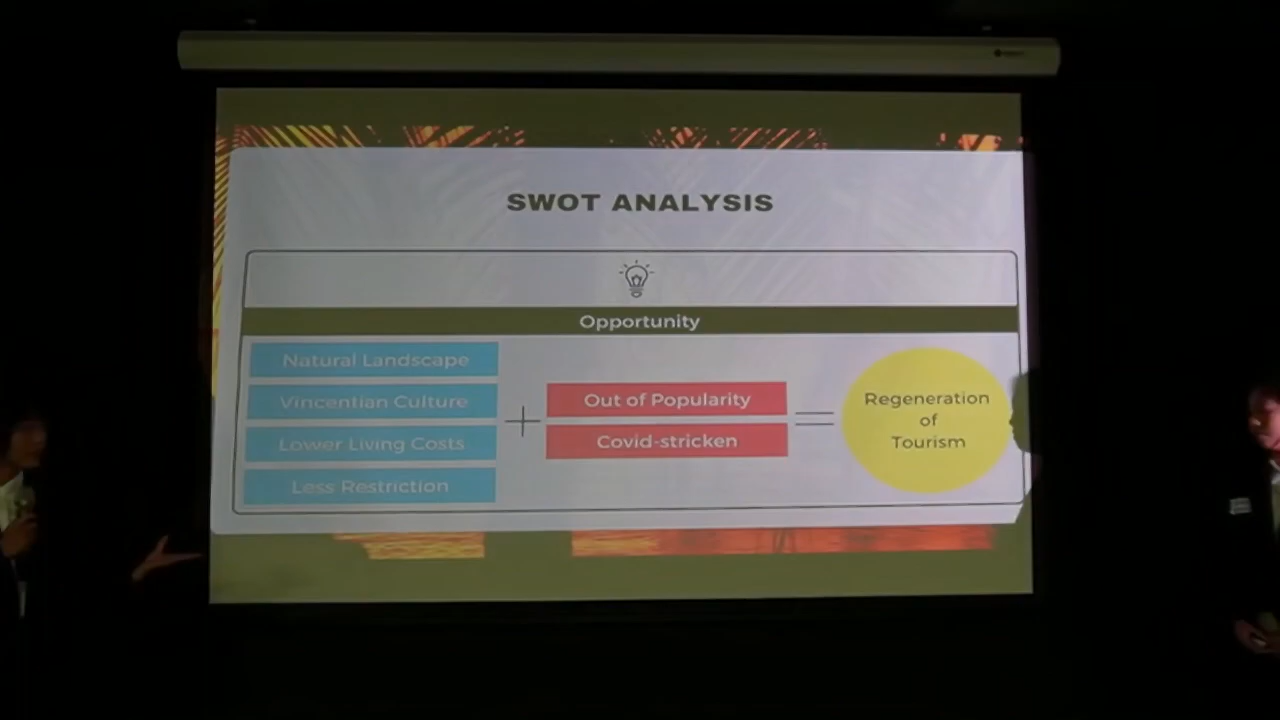 SWOT ANALYSIS
Opportunity
Natural Landscape
Vincentian Culture
Lower Living Costs
Less Restriction
Out of Popularity
Covid-stricken
Regeneration
of
Tourism